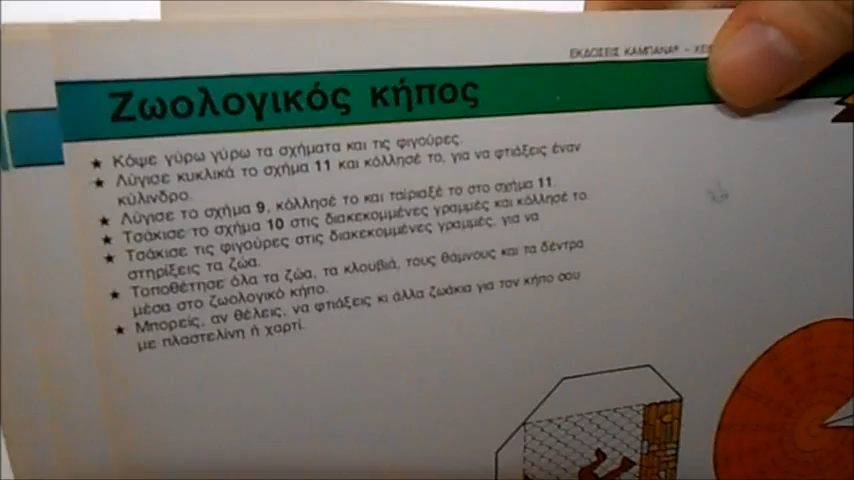 ΕΚΔΟΣΕΙΣ ΚΑΜΠΑΝΑ® -
Ζωολογικός κήπος
★ Κόψε γύρω γύρω τα σχήματα και τις φιγούρες.
★ Λύγισε κυκλικά το σχήμα 11 και κόλλησέ το, για να φτιάξεις έναν
κύλινδρο.
★ Λύγισε το σχήμα 9, κόλλησέ το και ταίριαξέ το στο σχήμα 11.
★ Τσάκισε το σχήμα 10 στις διακεκομμένες γραμμές και κόλλησέ το.
★ Τσάκισε τις φιγούρες στις διακεκομμένες γραμμές, για να
στηρίξεις τα ζώα.
★ Τοποθέτησε όλα τα ζώα, τα κλουβιά, τους θάμνους και τα δέντρα
μέσα στο ζωολογικό κήπο.
★ Μπορείς, αν θέλεις, να φτιάξεις κι άλλα ζωάκια για τον κήπο σου
με πλαστελίνη ή χαρτί.